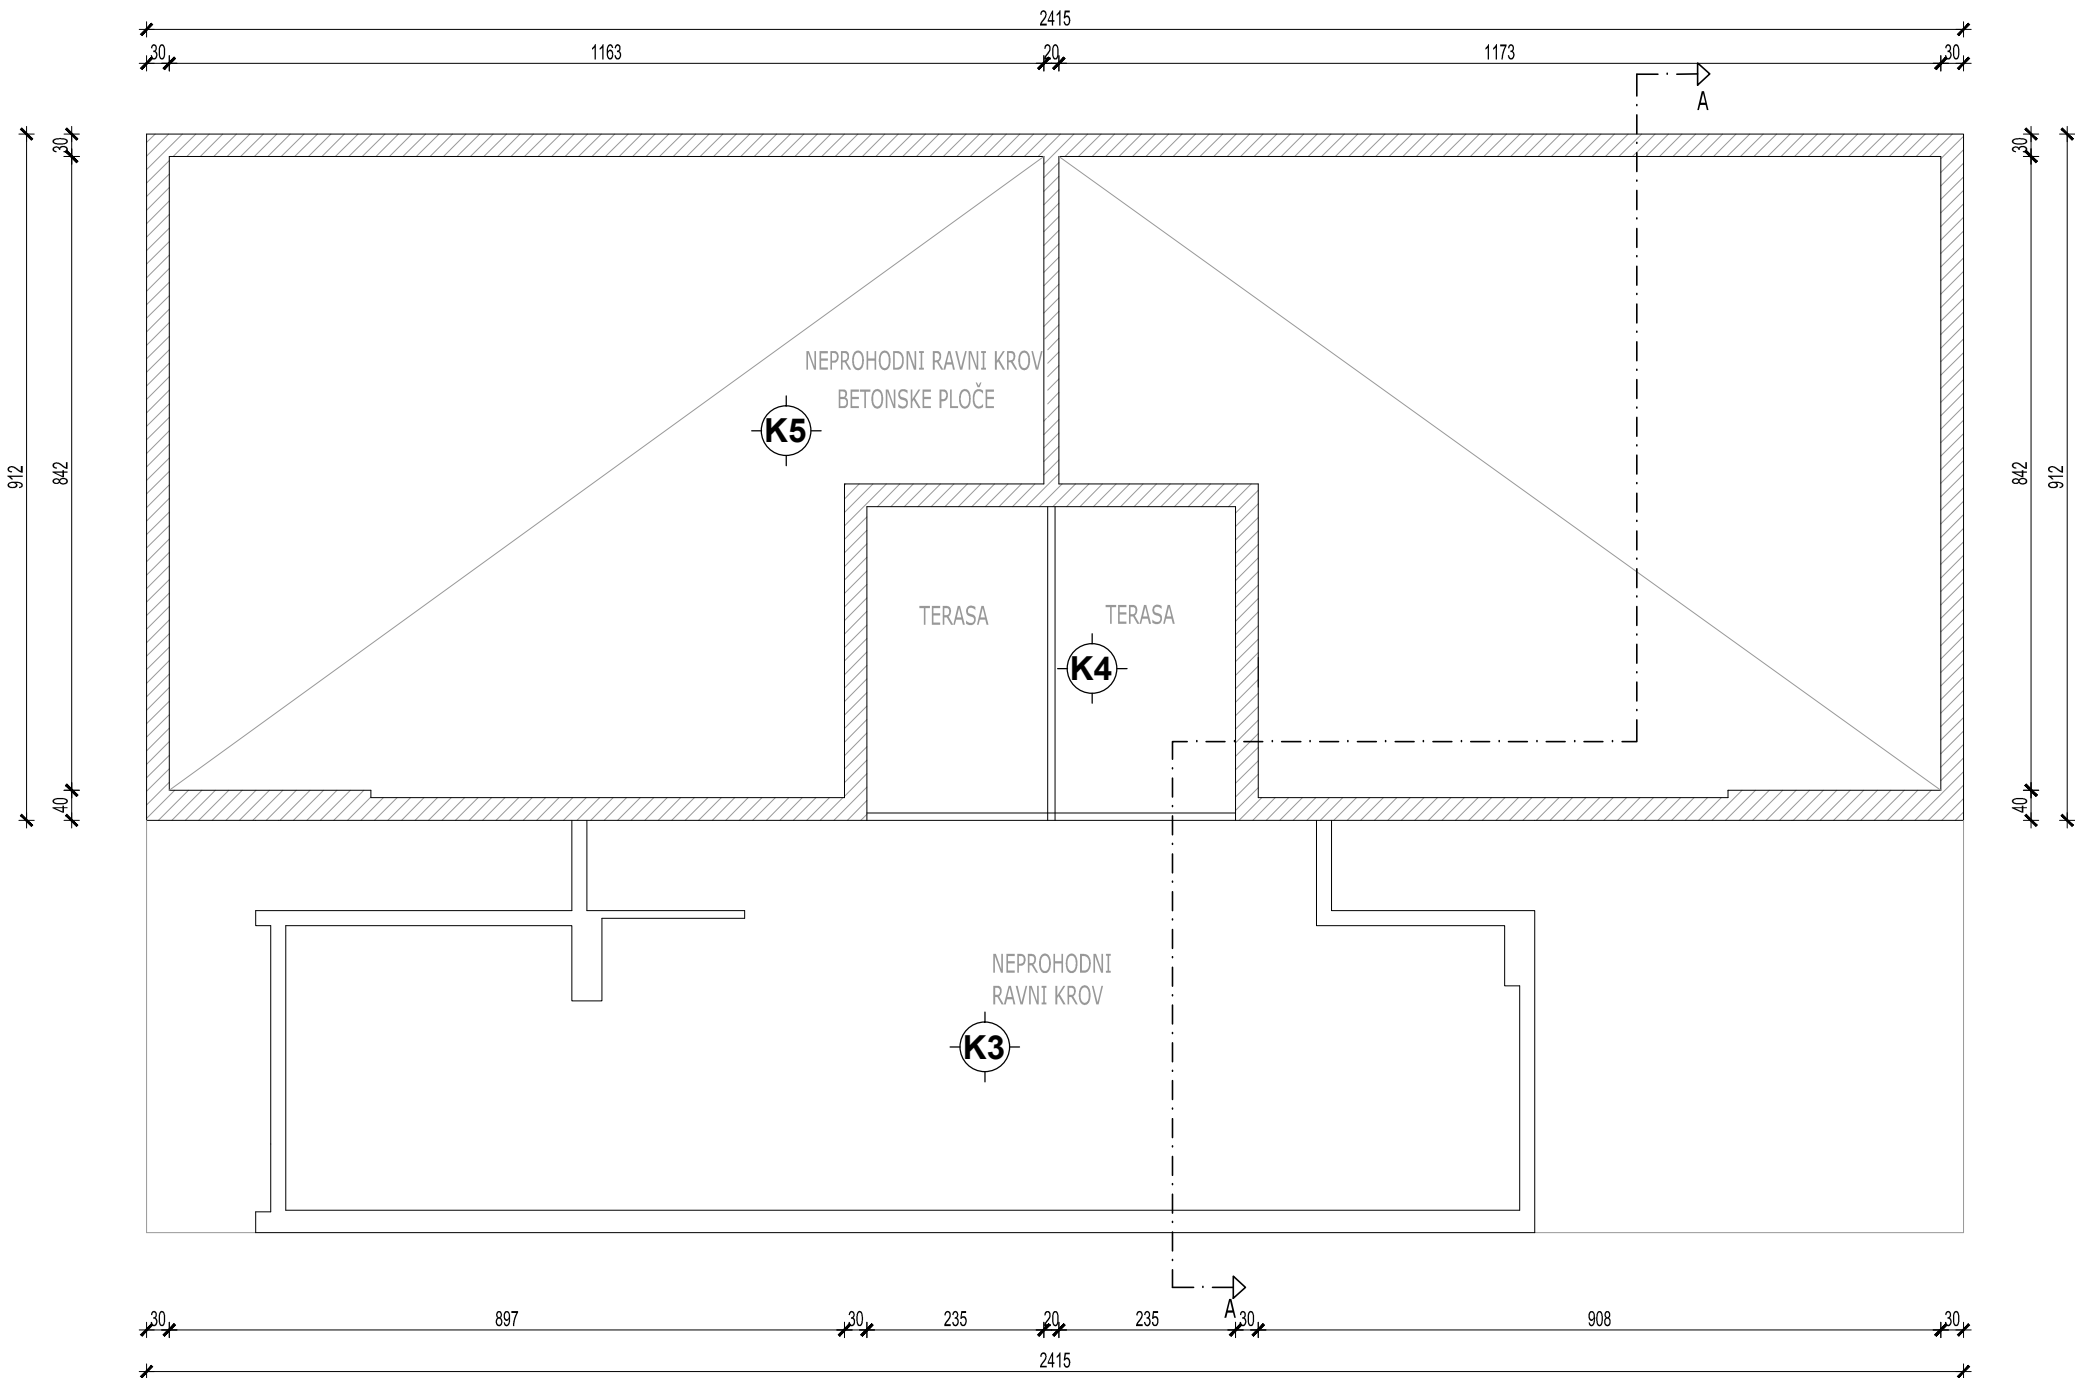 2415
30 1163 20 1173 30
A
30 30
NEPROHODNI RAVNI KROV
BETONSKE PLOČE
K5
912 842 842 912
TERASA TERASA
K4
40 40
NEPROHODNI
RAVNI KROV
K3
A
30 897 30 235 20 235 30 908 30
2415